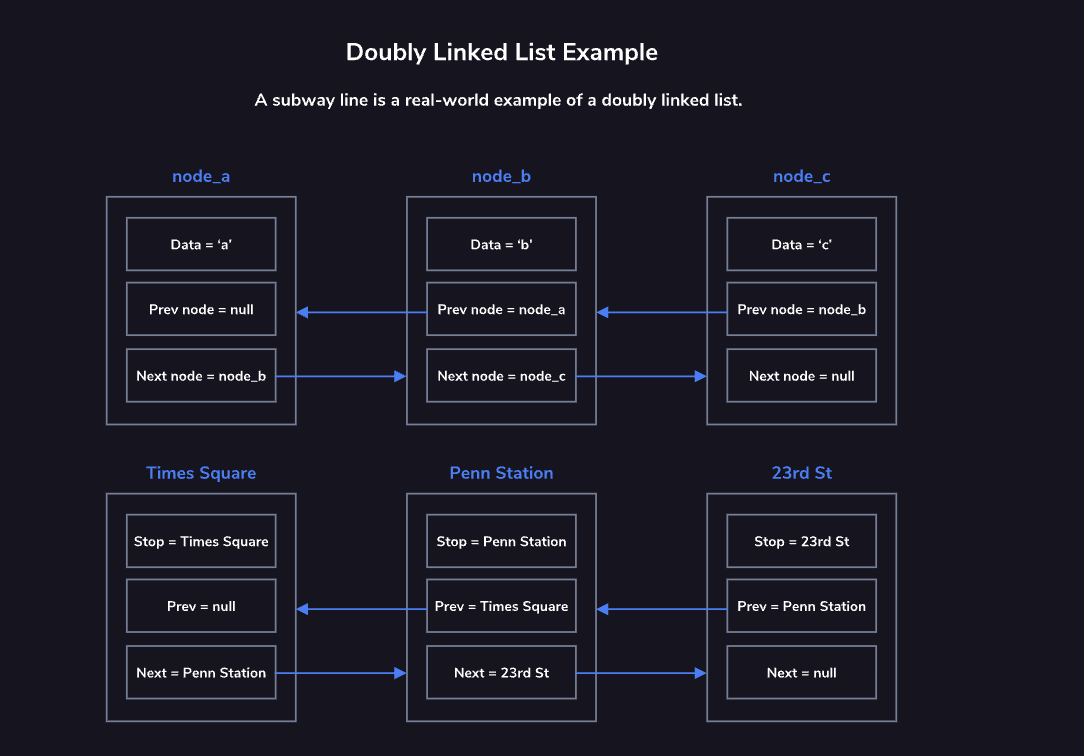 Doubly Linked List Example
A subway line is a real-world example of a doubly linked list.
node_a
node_b
node_c
Data = ‘a’
Data = ‘b’
Data = ‘c’
Prev node = null
Prev node = node_a
Prev node = node_b
Next node = node_b
Next node = node_c
Next node = null
Times Square
Penn Station
23rd St
Stop = Times Square
Stop = Penn Station
Stop = 23rd St
Prev = null
Prev = Times Square
Prev = Penn Station
Next = Penn Station
Next = 23rd St
Next = null